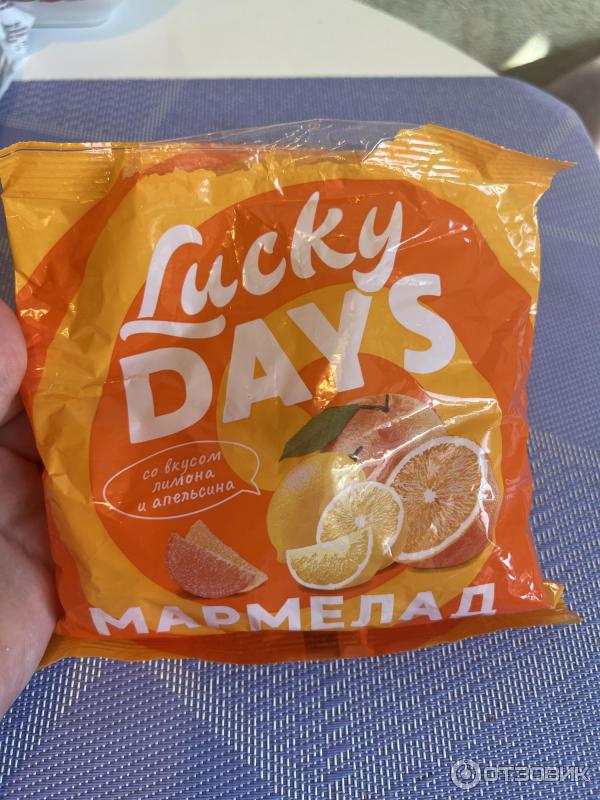 Lucky
DAYS
со вкусом
лимона
и апельсина
МАРМЕЛАД
ОТЗОВИК